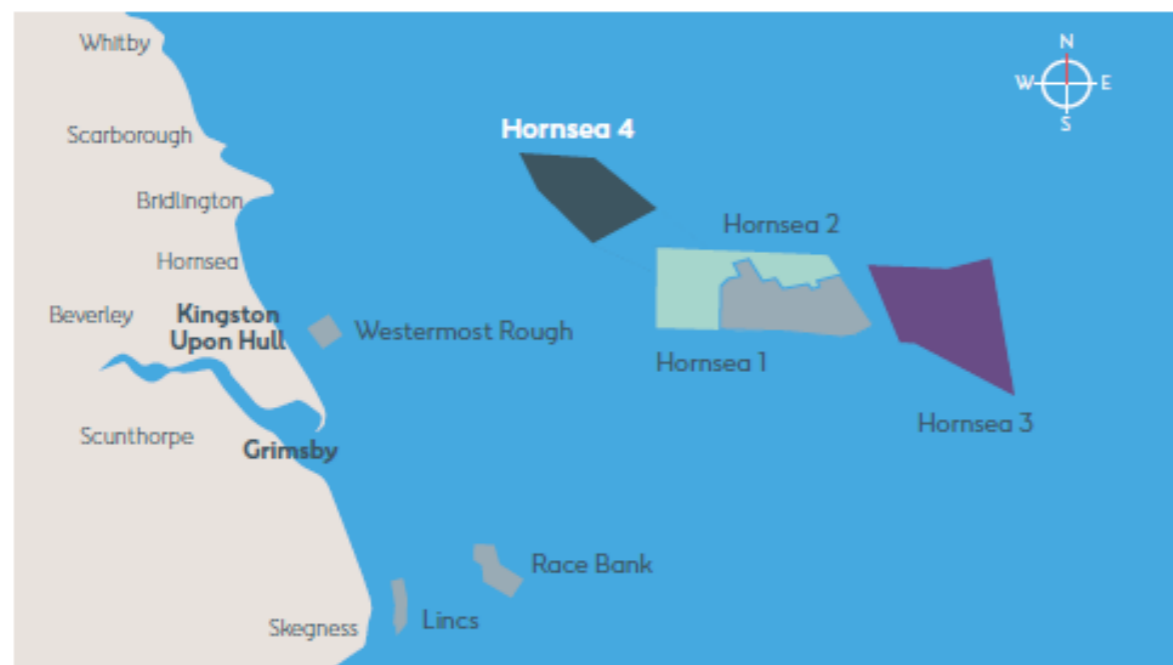 Whitby
N
W
E
S
Scarborough
Hornsea 4
Bridlington
Hornsea 2
Hornsea
Beverley
Kingston
Upon Hull
Westermost Rough
Hornsea 1
Hornsea 3
Scunthorpe
Grimsby
Race Bank
Lincs
Skegness